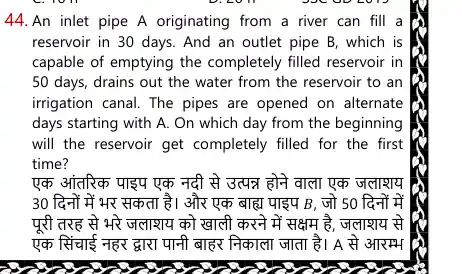 44. An inlet pipe A originating from a river can fill a
reservoir in 30 days. And an outlet pipe B, which is
capable of emptying the completely filled reservoir in
50 days, drains out the water from the reservoir to an
irrigation canal. The pipes are opened on alternate
days starting with A. On which day from the beginning
will the reservoir get completely filled for the first
time?
एक आंतरिक पाइप एक नदी से उत्पन्न होने वाला एक जलाशय
30 दिनों में भर सकता है। और एक बाह्य पाइप B, जो 50 दिनों में
पूरी तरह से भरे जलाशय को खाली करने में सक्षम है, जलाशय से
एक सिंचाई नहर द्वारा पानी बाहर निकाला जाता है। A से आरम्भ